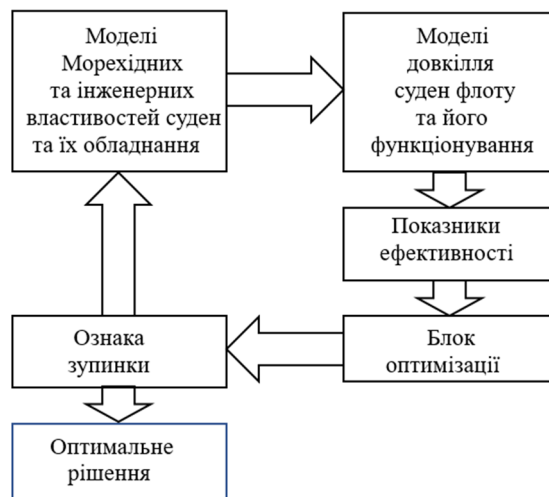 Моделі
Морехідних
та інженерних
властивостей суден
та їх обладнання
Моделі
довкілля
суден флоту
та його
функціонування
Показники
ефективності
Блок
оптимізації
Ознака
зупинки
Оптимальне
рішення